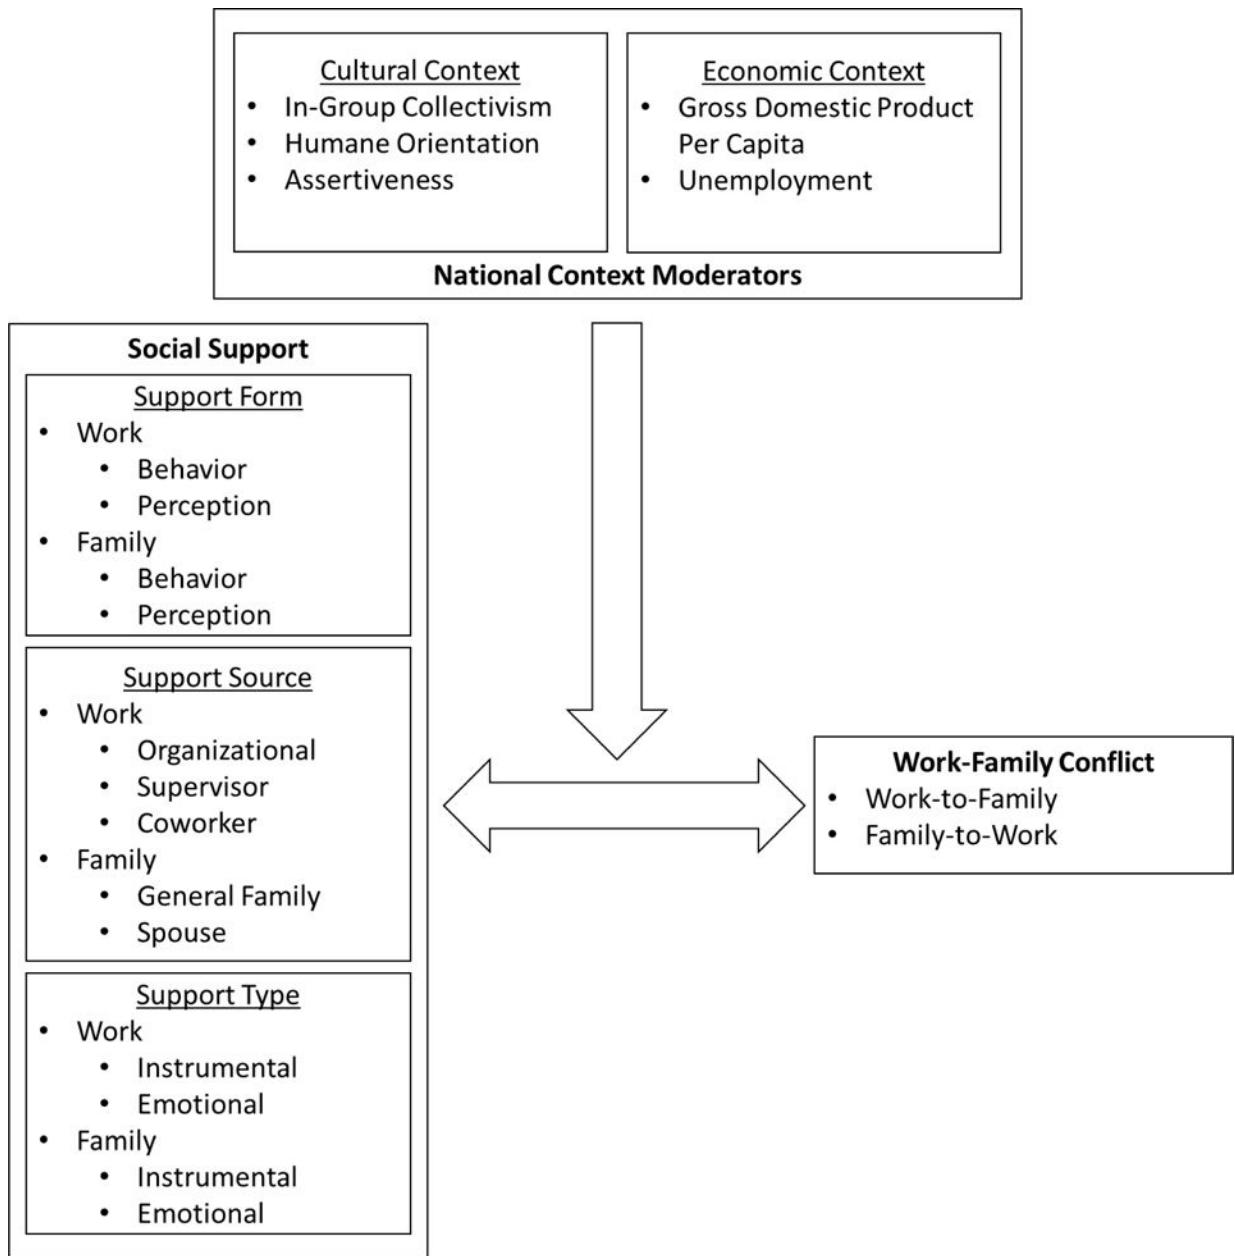 Cultural Context
• In-Group Collectivism
• Humane Orientation
• Assertiveness
Economic Context
• Gross Domestic Product
Per Capita
• Unemployment
National Context Moderators
Social Support
Support Form
• Work
• Behavior
• Perception
• Family
• Behavior
• Perception
Support Source
• Work
• Organizational
• Supervisor
• Coworker
• Family
• General Family
• Spouse
Support Type
• Work
• Instrumental
• Emotional
• Family
• Instrumental
• Emotional
Work-Family Conflict
• Work-to-Family
• Family-to-Work